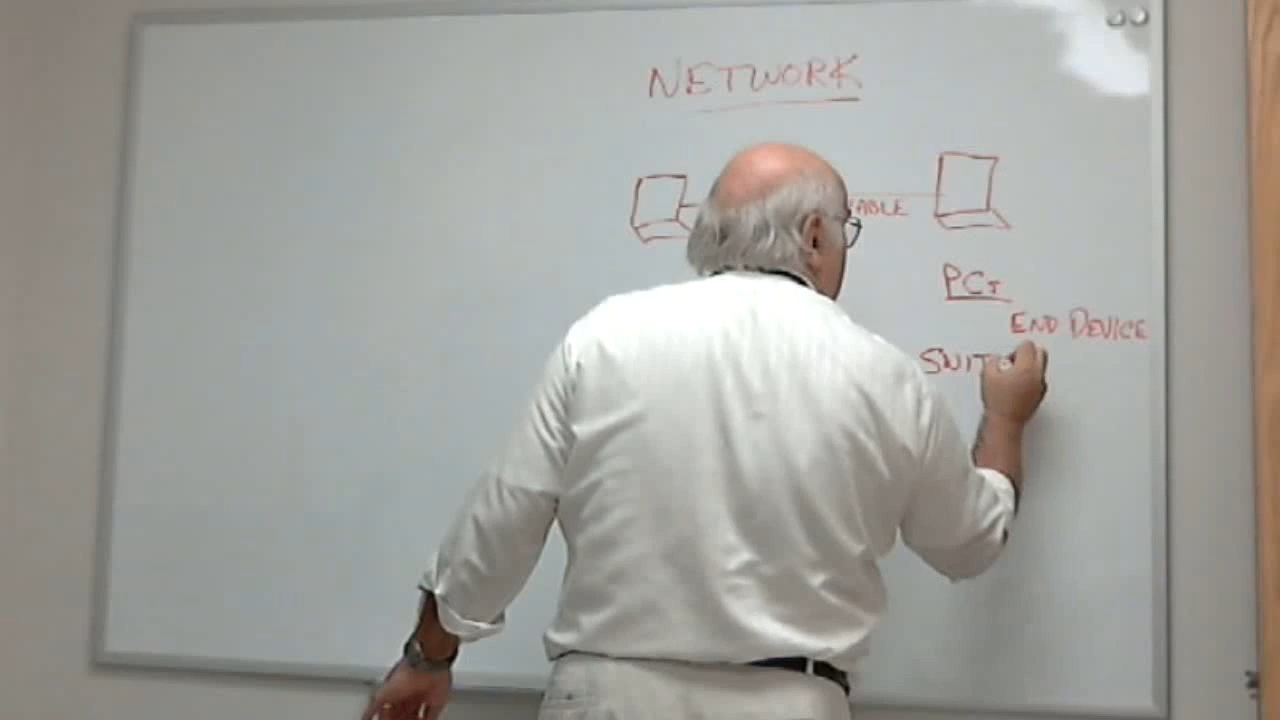 NETWORK
ABLE
PCs
END DEVICE
SWIT